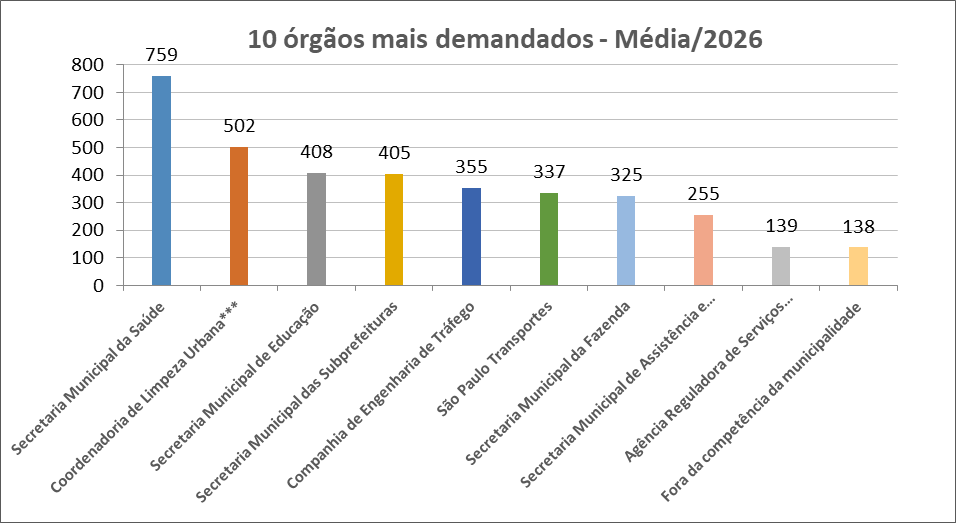 10 órgãos mais demandados - Média/2026
800
700
600
500
400
300
200
100
0
759
502
408
405
355
337
325
255
139
138
Secretaria Municipal da Saúde
Coordenadoria de Limpeza Urbana***
Secretaria Municipal de Educação
Secretaria Municipal das Subprefeituras
Companhia de Engenharia de Tráfego
São Paulo Transportes
Secretaria Municipal da Fazenda
Secretaria Municipal de Assistência e...
Agência Reguladora de Serviços...
Fora da competência da municipalidade